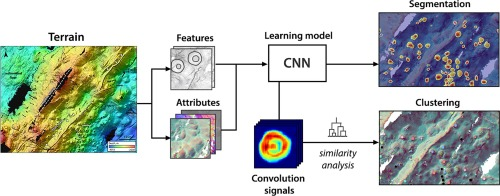 Terrain
Features
Attributes
Learning model
CNN
Convolution
signals
similarity
analysis
Segmentation
Clustering